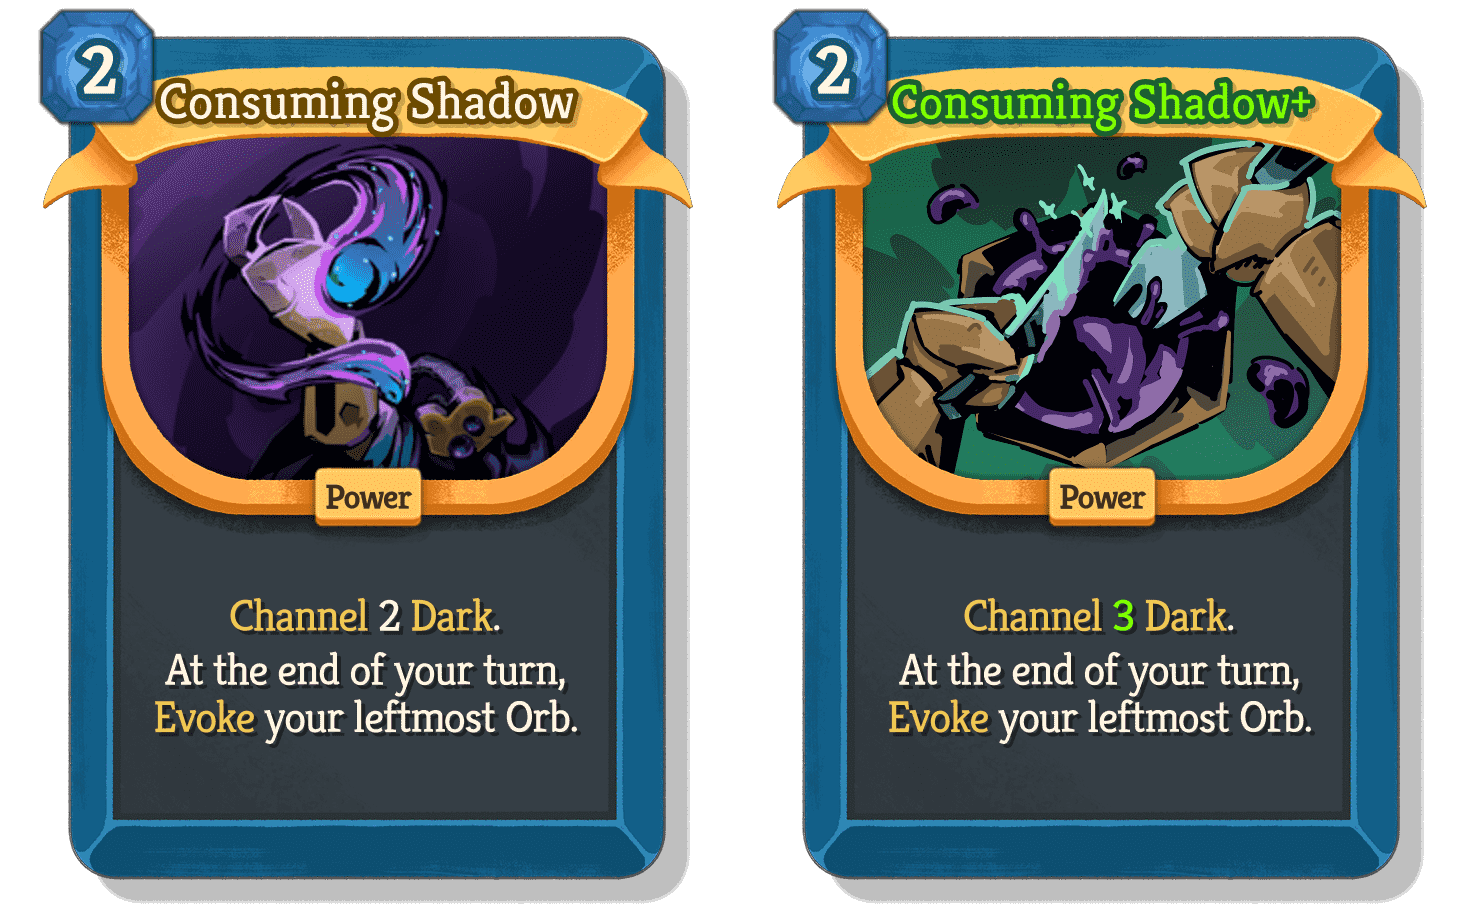 2
Consuming Shadow
Power
Channel 2 Dark.
At the end of your turn,
Evoke your leftmost Orb.
2
Consuming Shadow+
Power
Channel 3 Dark.
At the end of your turn,
Evoke your leftmost Orb.